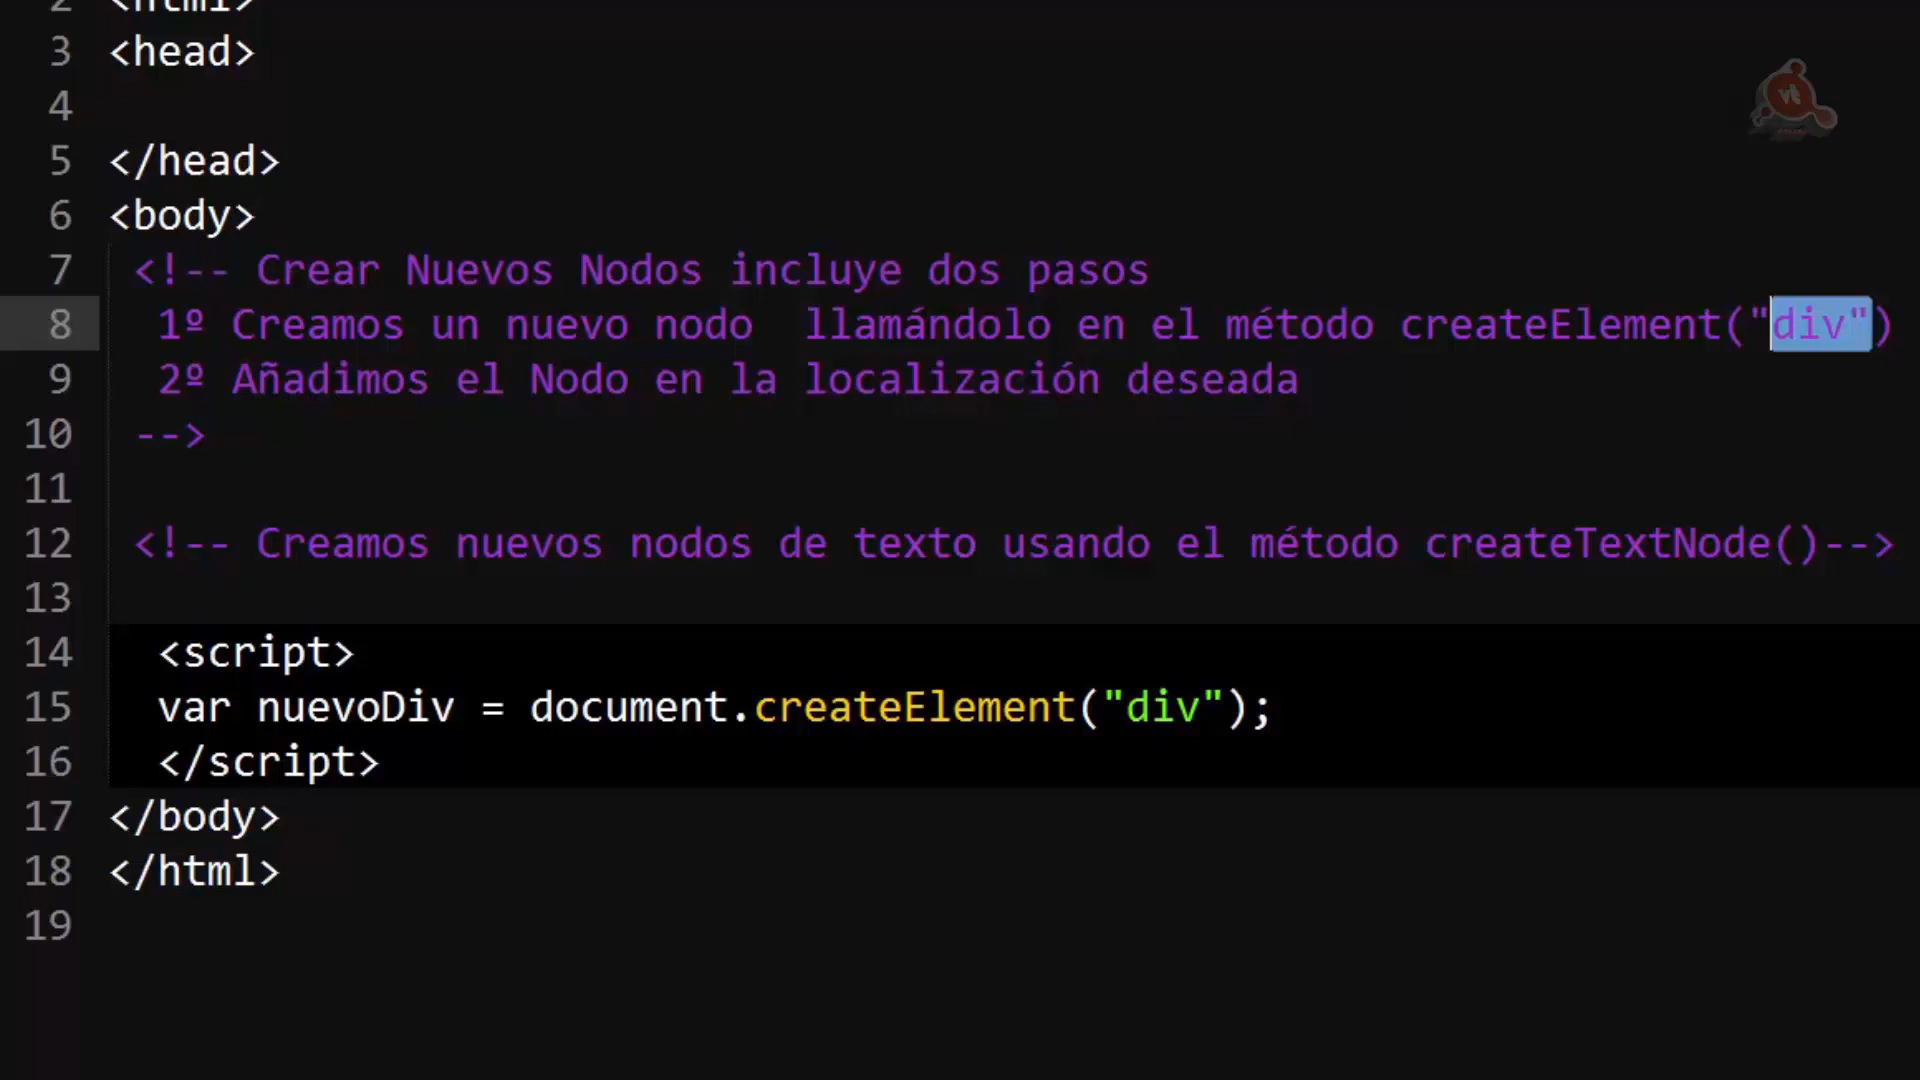 2 <html>
3 <head>
4
5 </head>
6 <body>
7 <!-- Crear Nuevos Nodos incluye dos pasos
8 1º Creamos un nuevo nodo  llamándolo en el método createElement("div")
9 2º Añadimos el Nodo en la localización deseada
10 -->
11
12 <!-- Creamos nuevos nodos de texto usando el método createTextNode()-->
13
14 <script>
15 var nuevoDiv = document.createElement("div");
16 </script>
17 </body>
18 </html>
19
vt